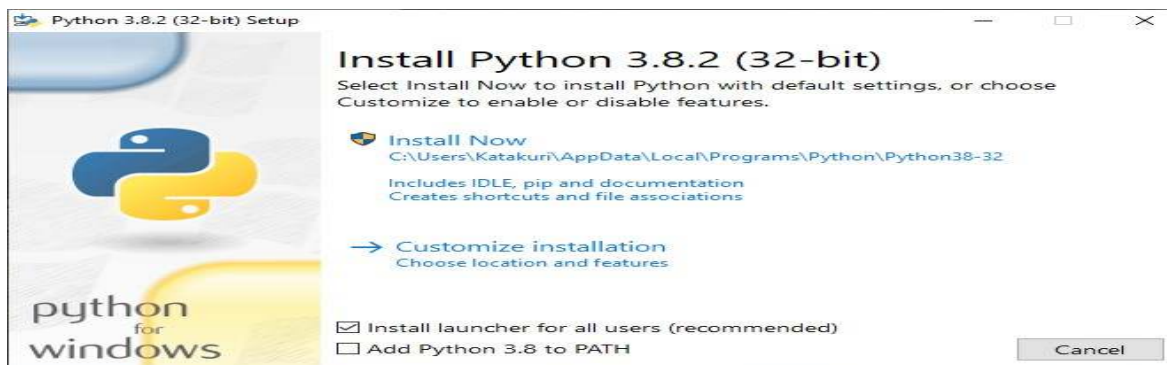 Python 3.8.2 (32-bit) Setup
Install Python 3.8.2 (32-bit)
Select Install Now to install Python with default settings, or choose
Customize to enable or disable features.
Install Now
C:\Users\Katakuri\AppData\Local\Programs\Python\Python38-32
Includes IDLE, pip and documentation
Creates shortcuts and file associations
Customize installation
Choose location and features
python
for
windows
Install launcher for all users (recommended)
Add Python 3.8 to PATH
Cancel